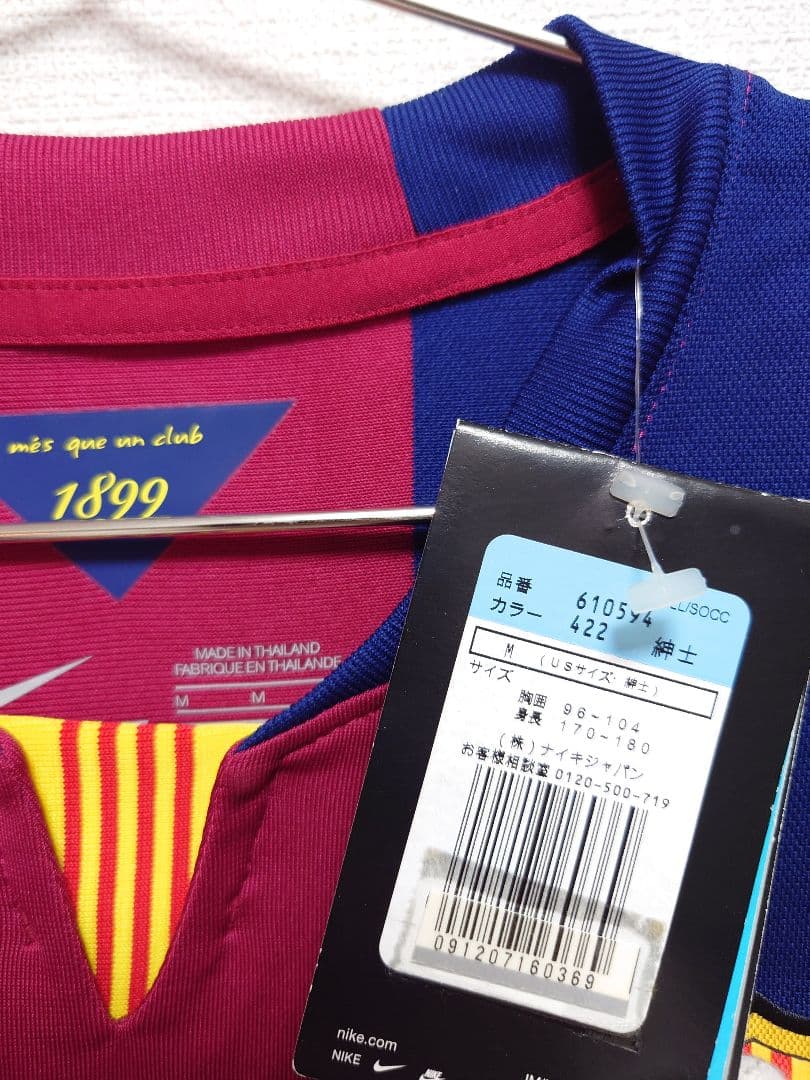 més que un club
1899
MADE IN THAILAND
FABRIQUE EN THAILANDE
M M
品番 610594 /SOCC
カラー 422 紳士
M (USサイズ: 紳士)
サイズ
胸囲 96-104
身長 170-180
(株)ナイキジャパン
お客様相談室 0120-500-719
091207160369
nike.com
NIKE